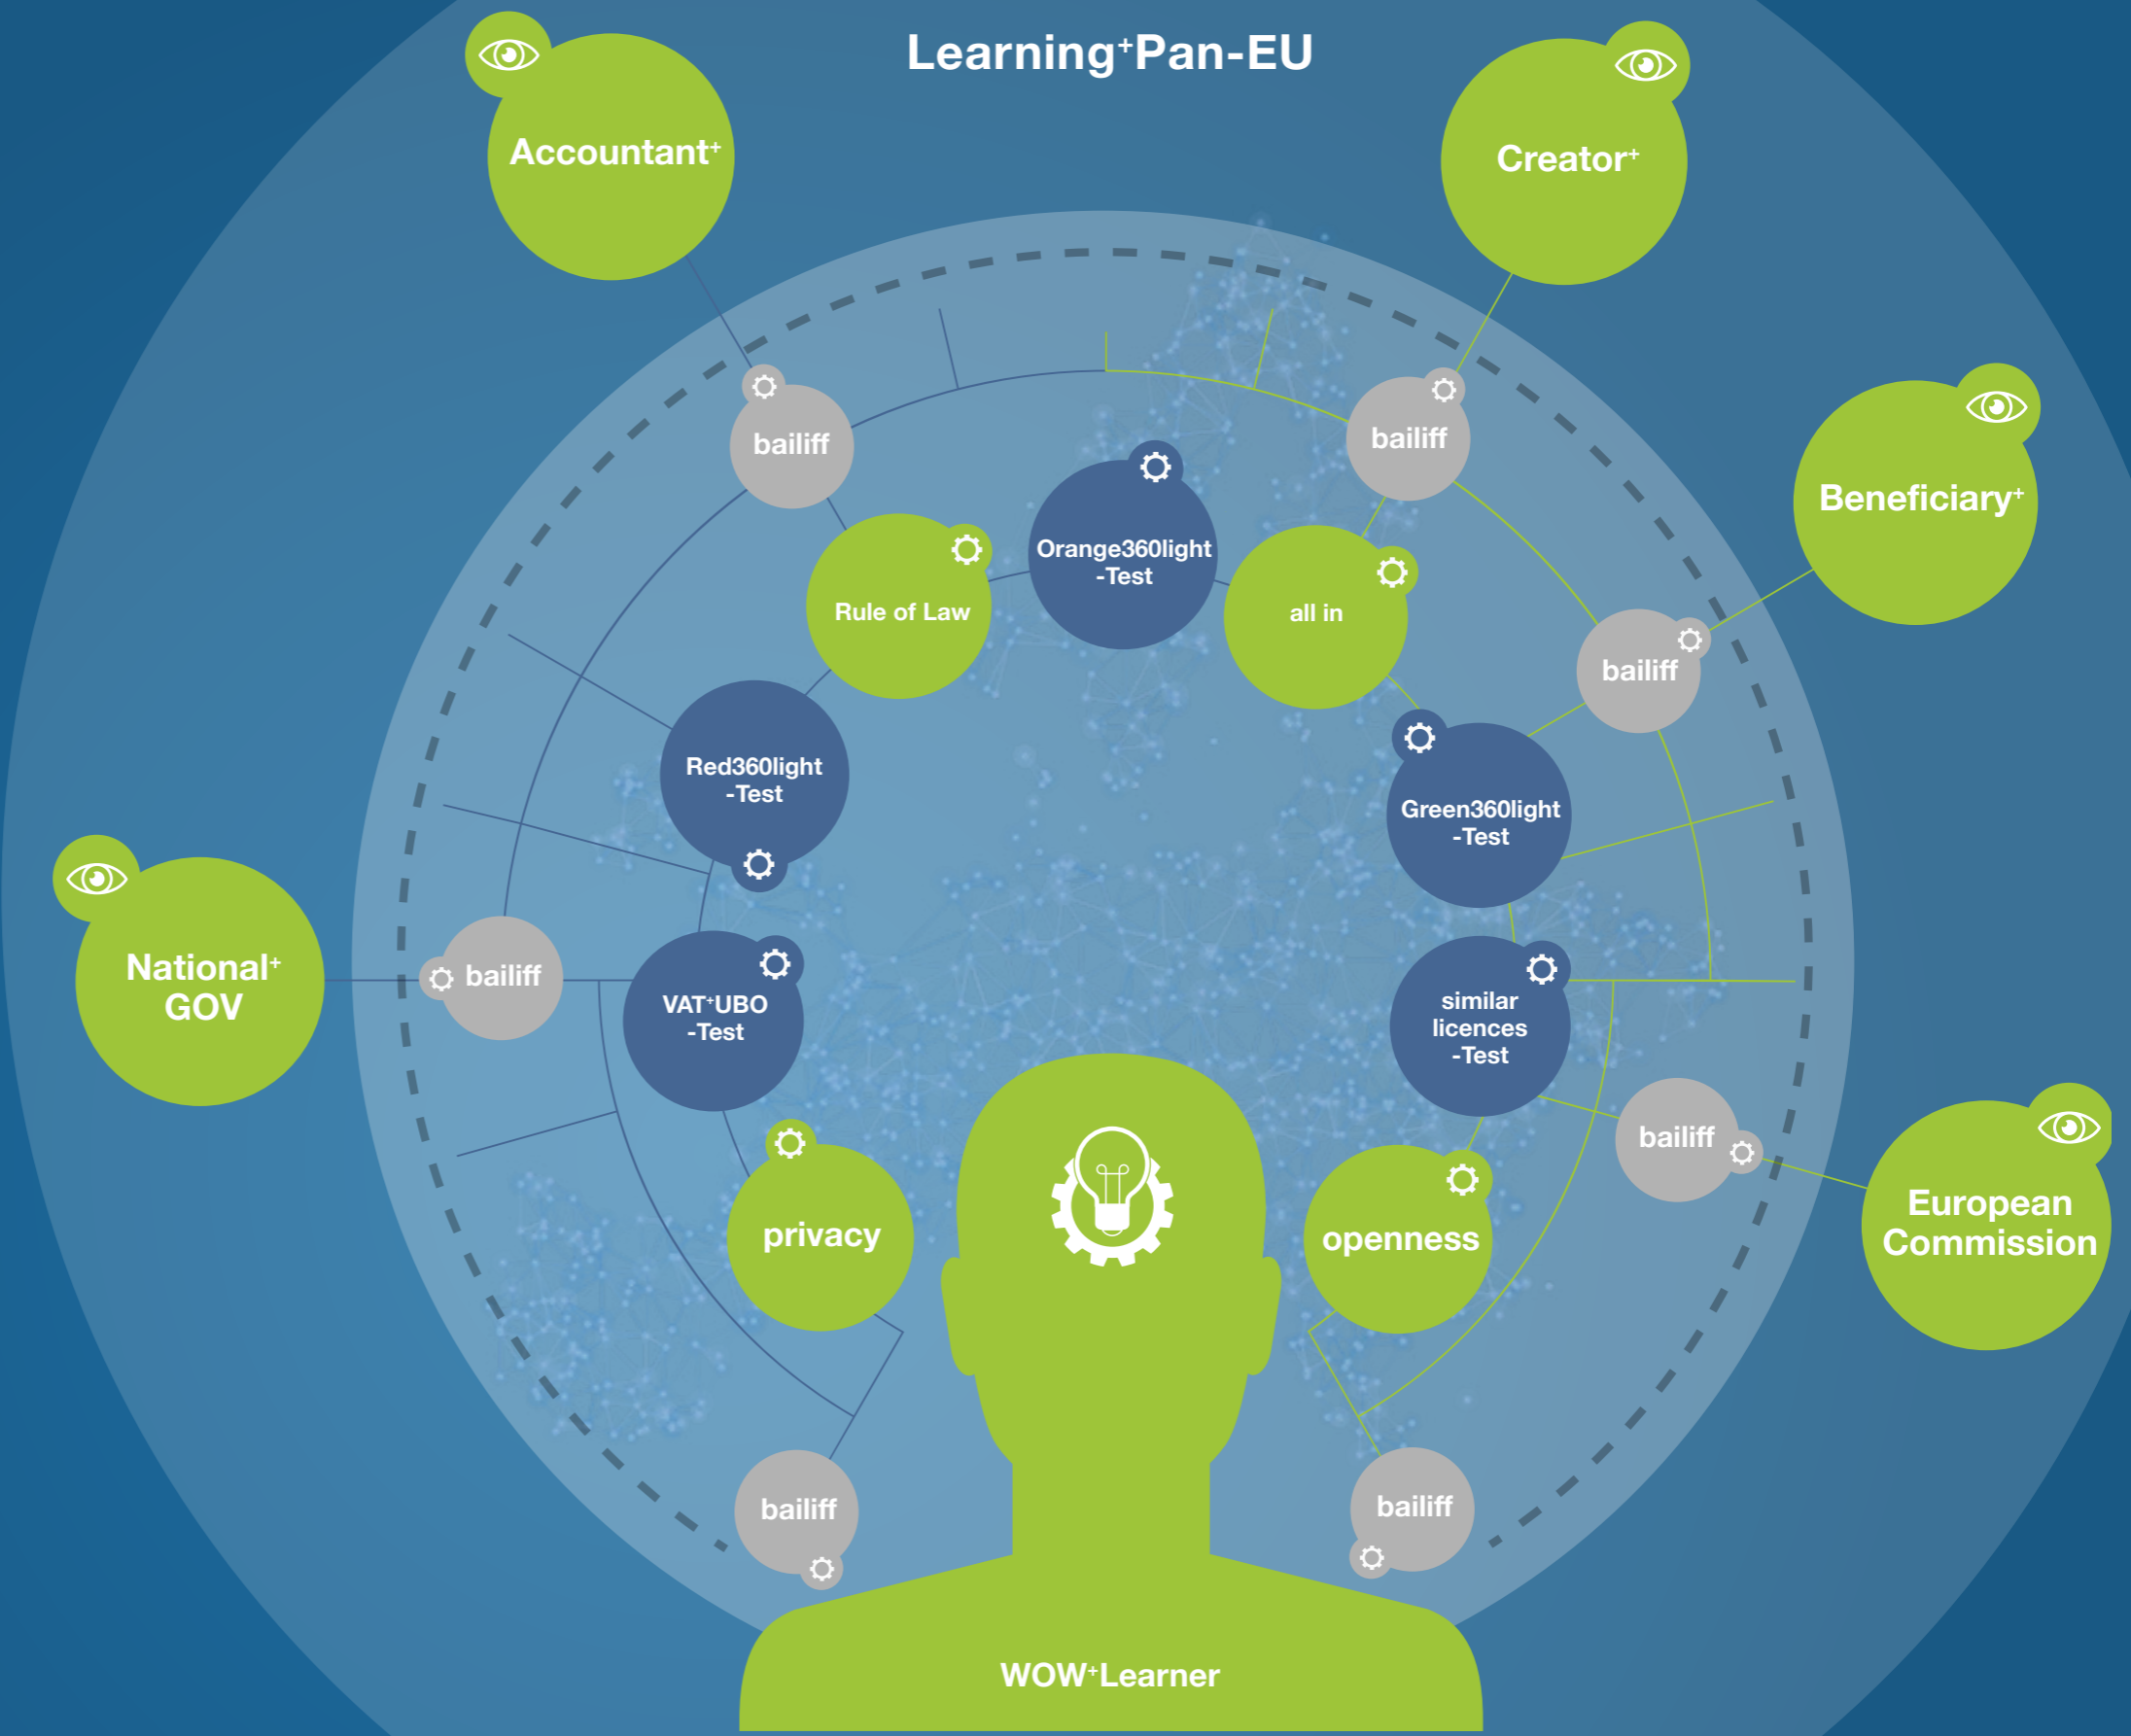 Learning⁺Pan-EU
Accountant⁺
Creator⁺
bailiff
bailiff
Beneficiary⁺
Orange360light
-Test
Rule of Law
all in
bailiff
Red360light
-Test
Green360light
-Test
National⁺
GOV
bailiff
VAT⁺UBO
-Test
similar
licences
-Test
bailiff
European
Commission
privacy
openness
bailiff
bailiff
WOW⁺Learner